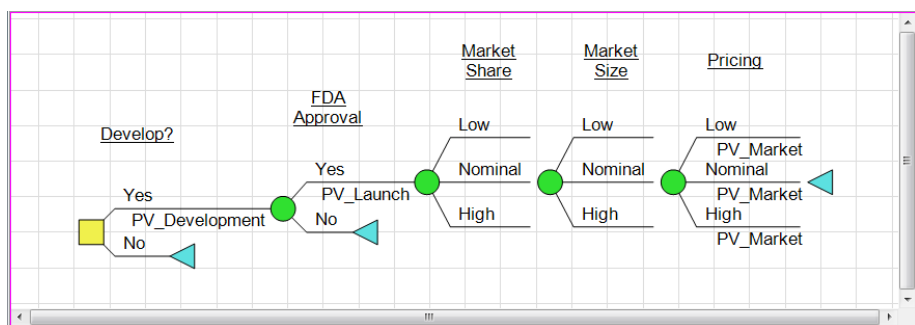 Market
Share
Market
Size
Pricing
FDA
Approval
Develop?
Low
Low
Low
PV_Market
Yes
Nominal
Nominal
Nominal
Yes
PV_Launch
PV_Market
No
High
High
High
PV_Development
No
PV_Market